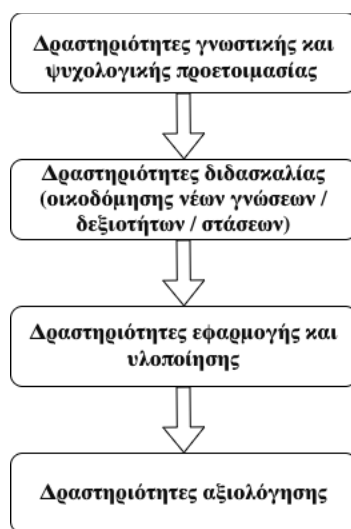 Δραστηριότητες γνωστικής και
ψυχολογικής προετοιμασίας
Δραστηριότητες διδασκαλίας
(οικοδόμησης νέων γνώσεων /
δεξιοτήτων / στάσεων)
Δραστηριότητες εφαρμογής και
υλοποίησης
Δραστηριότητες αξιολόγησης